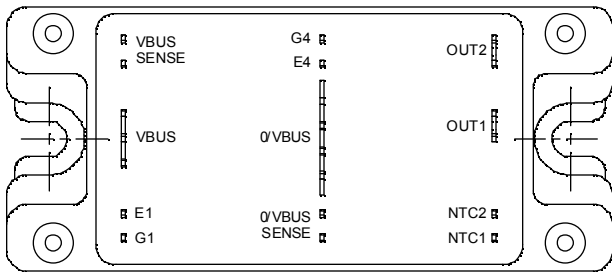 VBUS
SENSE
G4
E4
OUT2
VBUS
0/VBUS
OUT1
E1
G1
0/VBUS
SENSE
NTC2
NTC1